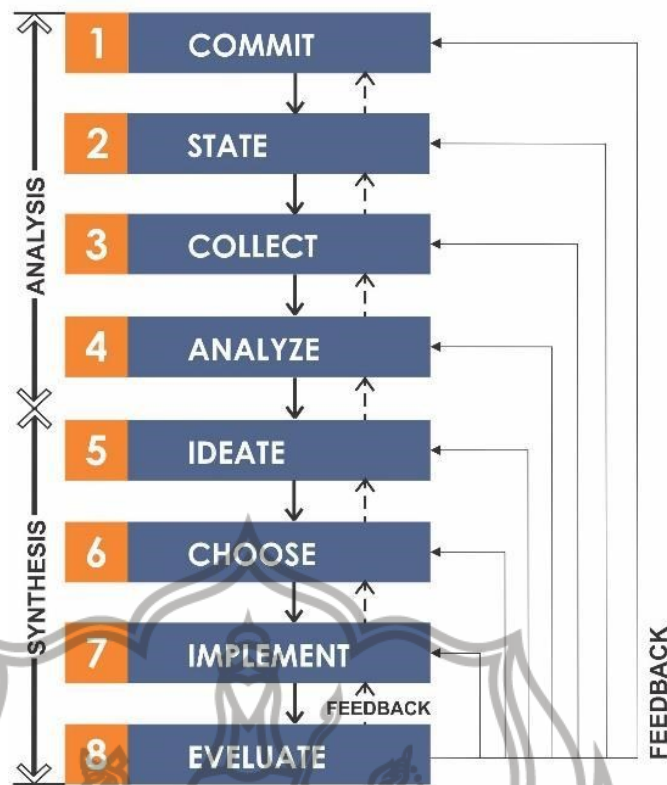 1 COMMIT
2 STATE
3 COLLECT
4 ANALYZE
5 IDEATE
6 CHOOSE
7 IMPLEMENT
FEEDBACK
8 EVELUATE
ANALYSIS
SYNTHESIS
FEEDBACK